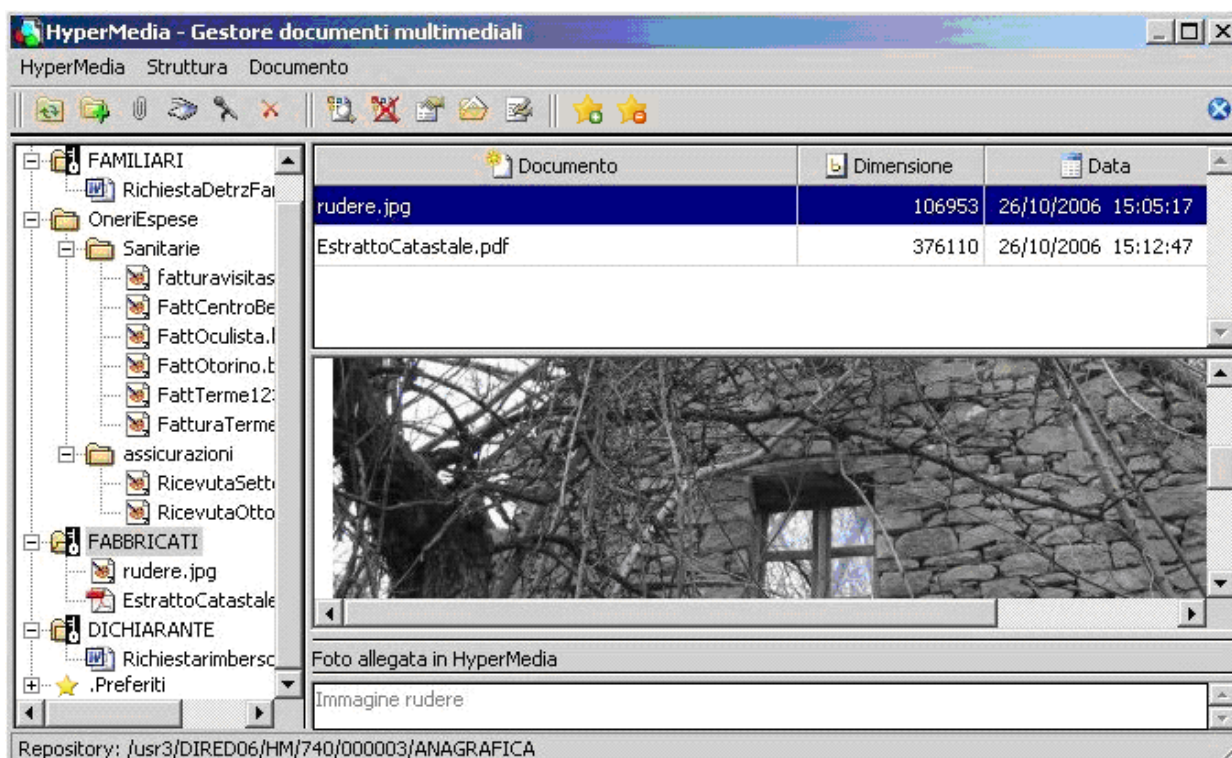 HyperMedia - Gestore documenti multimediali
HyperMedia Struttura Documento
FAMILIARI
RichiestaDetrzFa
OneriEspese
Sanitarie
fatturavisitas
FattCentroBe
FattOculista.
FattOtorino.b
FattTerme12
FatturaTerme
assicurazioni
RicevutaSett
RicevutaOtto
FABBRICATI
rudere.jpg
EstrattoCatastale
DICHIARANTE
Richiestarimbersc
.Preferiti
Documento Dimensione Data
rudere.jpg 106953 26/10/2006 15:05:17
EstrattoCatastale.pdf 376110 26/10/2006 15:12:47
Foto allegata in HyperMedia
Immagine rudere
Repository: /usr3/DIRED06/HM/740/000003/ANAGRAFICA